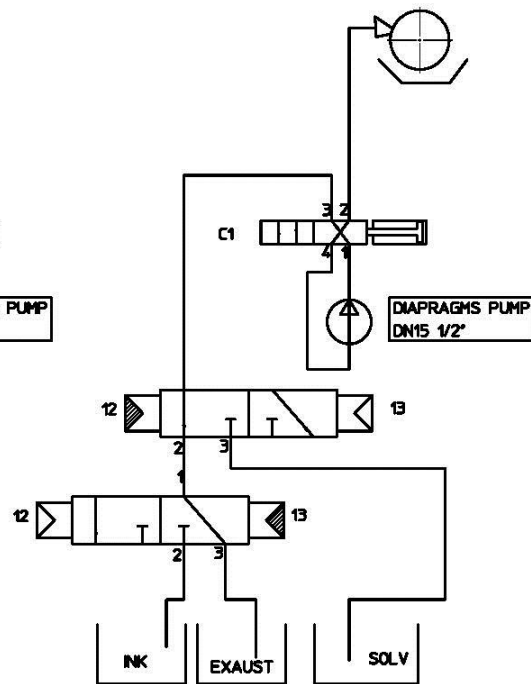 3 2
C1
4 1
PUMP
DIAPRAGMS PUMP
DN15 1/2"
12
13
2 3
1
12
13
2 3
INK
EXAUST
SOLV